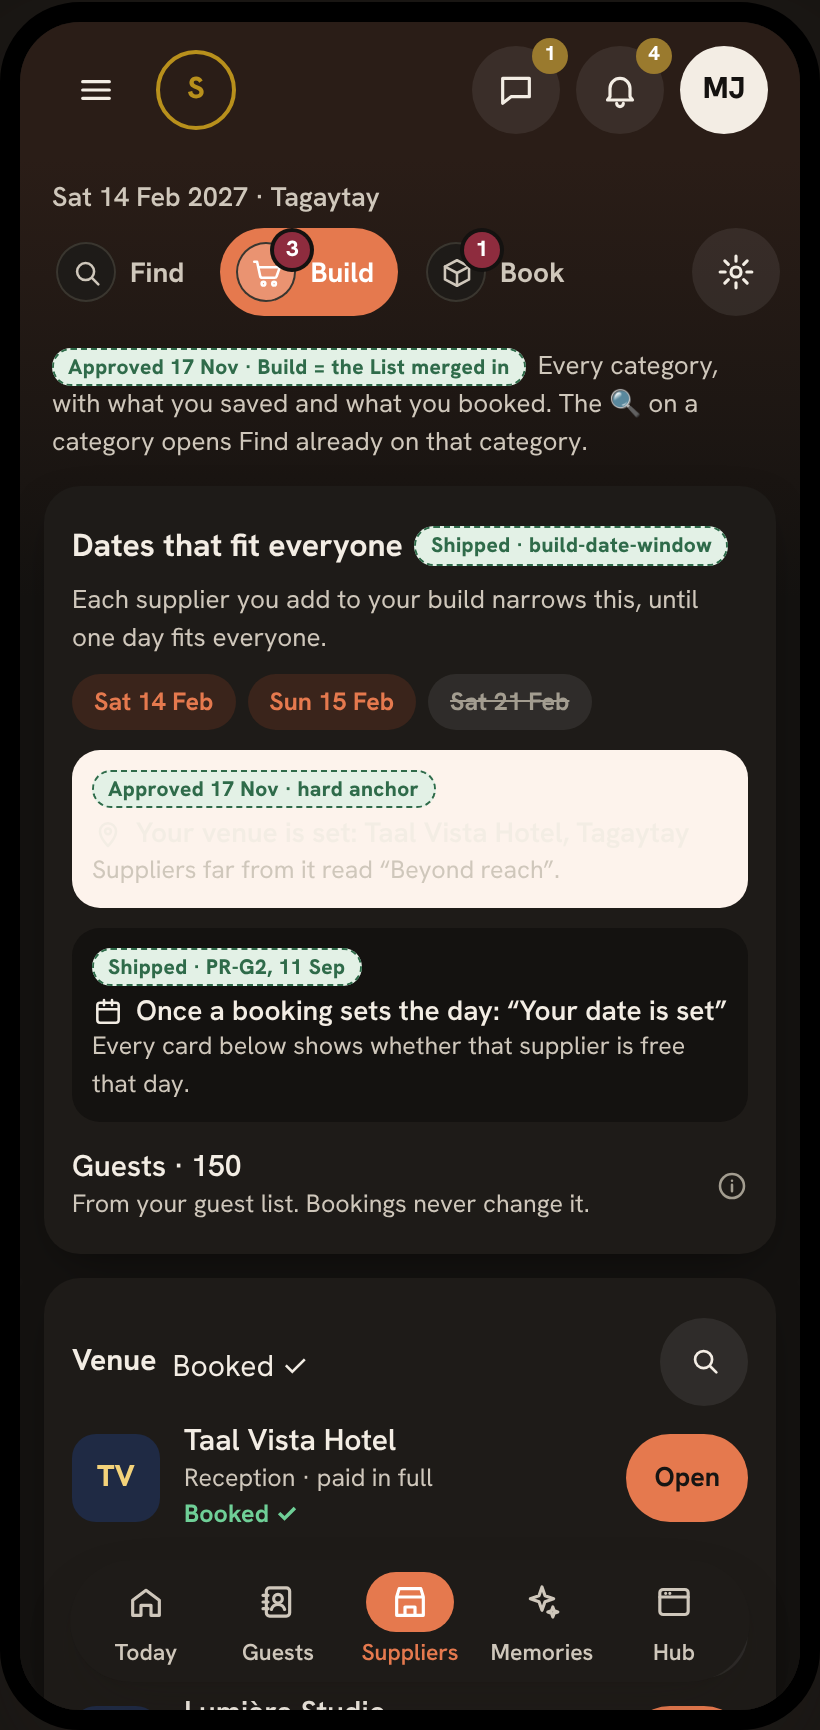 S
1
4
MJ
Sat 14 Feb 2027 · Tagaytay
Find
3
Build
1
Book
Approved 17 Nov · Build = the List merged in Every category,
with what you saved and what you booked. The 🔍 on a
category opens Find already on that category.
Dates that fit everyone Shipped · build-date-window
Each supplier you add to your build narrows this, until
one day fits everyone.
Sat 14 Feb
Sun 15 Feb
Sat 21 Feb
Approved 17 Nov · hard anchor
Your venue is set: Taal Vista Hotel, Tagaytay
Suppliers far from it read “Beyond reach”.
Shipped · PR-G2, 11 Sep
Once a booking sets the day: “Your date is set”
Every card below shows whether that supplier is free
that day.
Guests · 150
From your guest list. Bookings never change it.
Venue Booked ✓
TV
Taal Vista Hotel
Reception · paid in full
Booked ✓
Open
Today
Guests
Suppliers
Memories
Hub
Lumière Studio